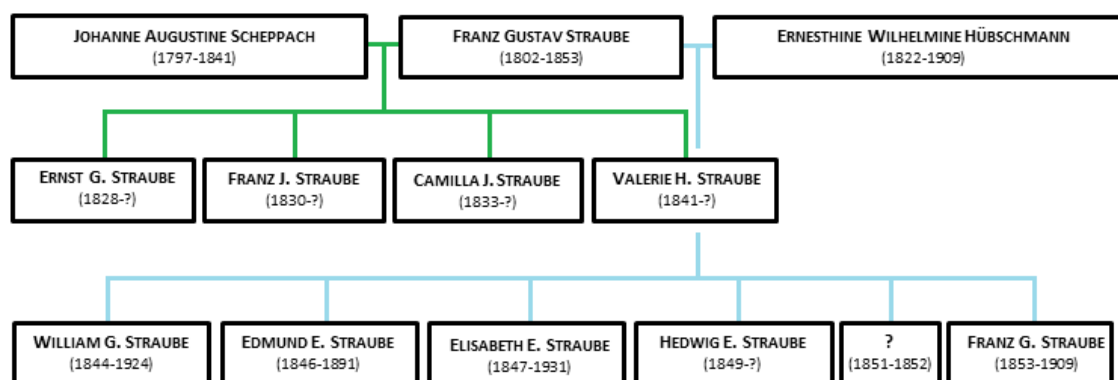 JOHANNE AUGUSTINE SCHEPPACH
(1797-1841)
FRANZ GUSTAV STRAUBE
(1802-1853)
ERNESTHINE WILHELMINE HÜBSCHMANN
(1822-1909)
ERNST G. STRAUBE
(1828-?)
FRANZ J. STRAUBE
(1830-?)
CAMILLA J. STRAUBE
(1833-?)
VALERIE H. STRAUBE
(1841-?)
WILLIAM G. STRAUBE
(1844-1924)
EDMUND E. STRAUBE
(1846-1891)
ELISABETH E. STRAUBE
(1847-1931)
HEDWIG E. STRAUBE
(1849-?)
?
(1851-1852)
FRANZ G. STRAUBE
(1853-1909)